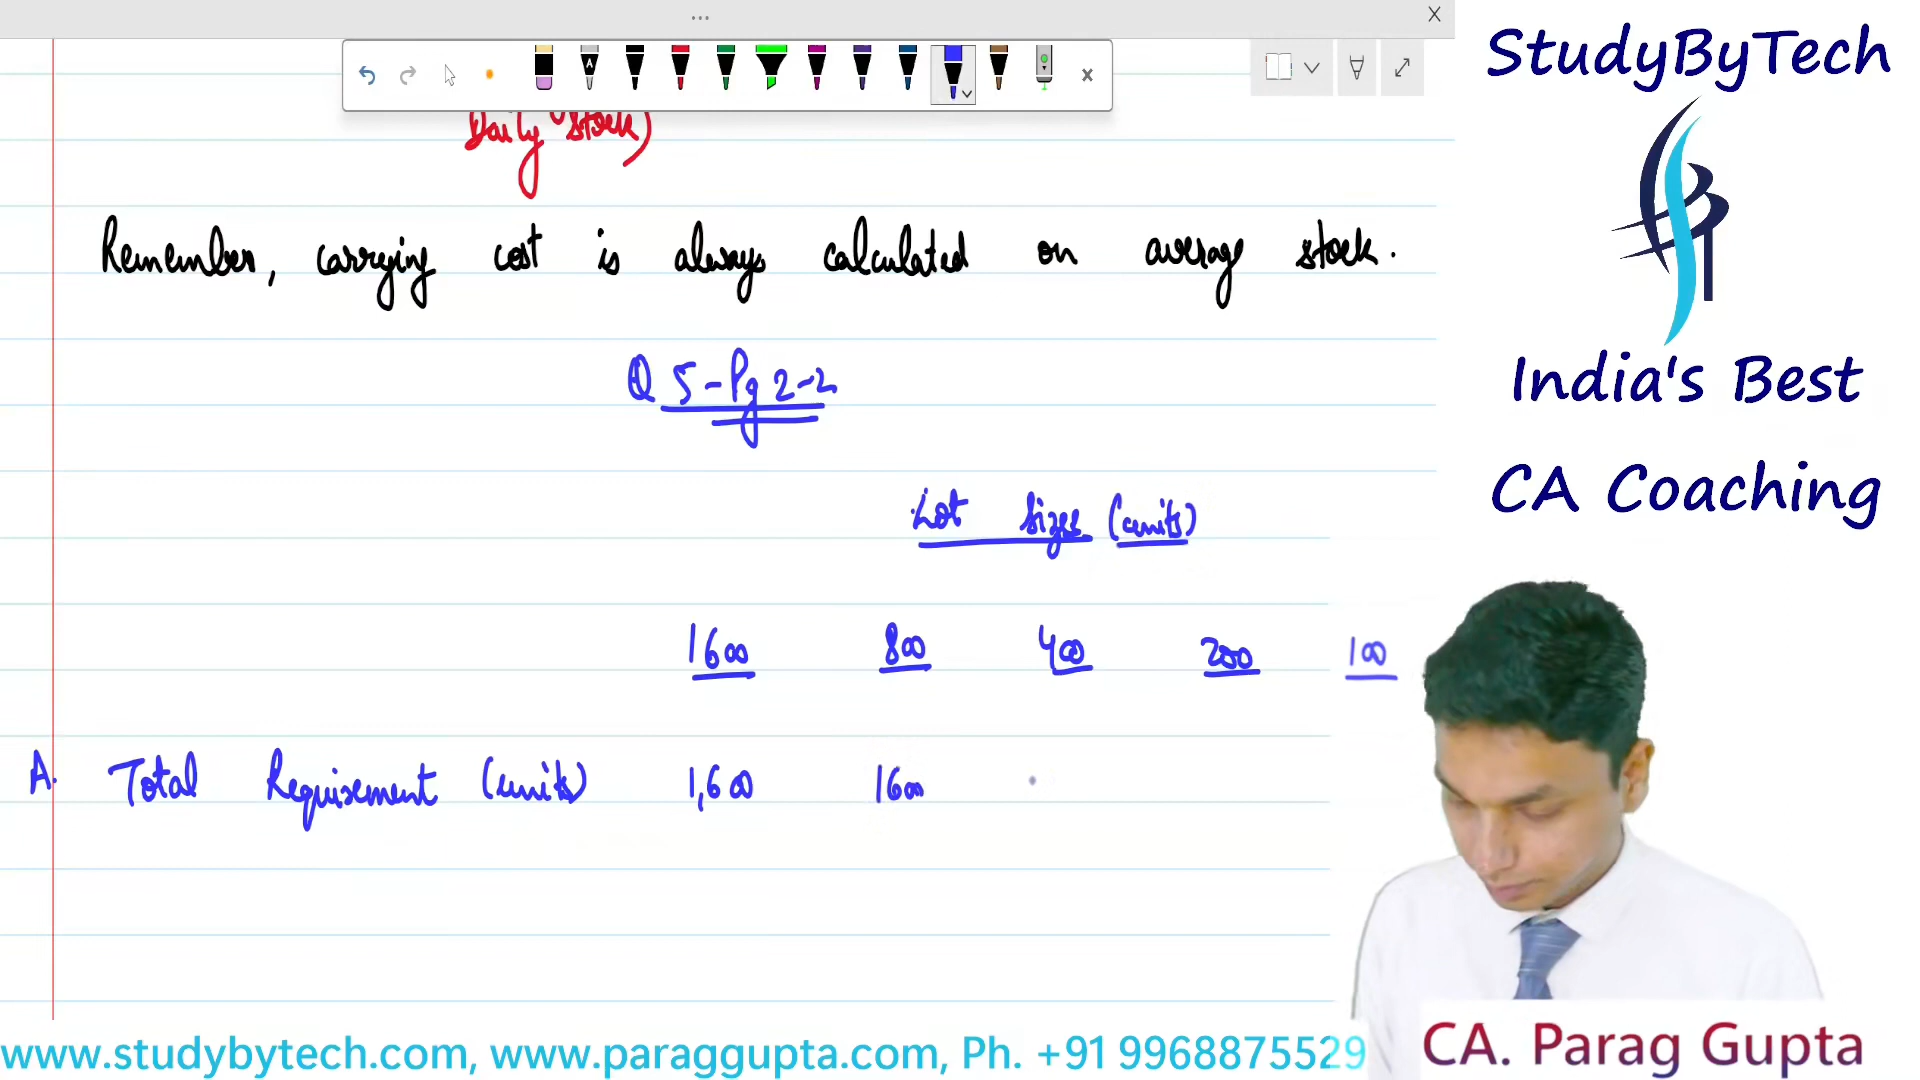 StudyByTech
Daily Stock)
Remember, carrying cost is always calculated on average stock.
Q 5 - Pg 2-2
India's Best
CA Coaching
Lot Sizes (units)
1600 800 400 200 100
A. Total Requirement (units) 1,600 1600
www.studybytech.com, www.paraggupta.com, Ph. +91 9968875529
CA. Parag Gupta